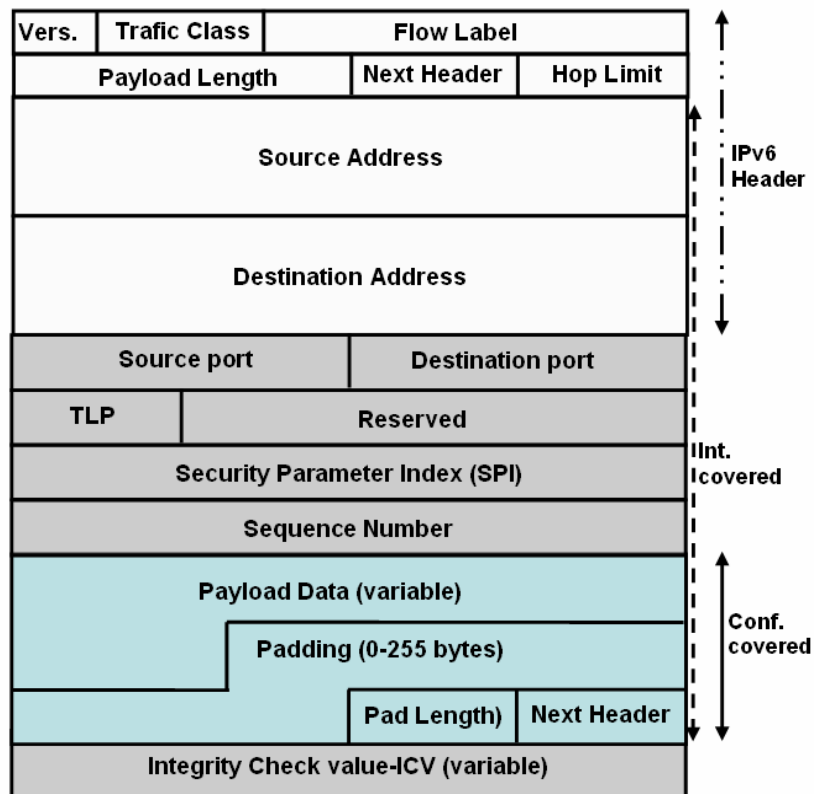 Vers.
Trafic Class
Flow Label
Payload Length
Next Header
Hop Limit
Source Address
IPv6
Header
Destination Address
Source port
Destination port
TLP
Reserved
Int.
covered
Security Parameter Index (SPI)
Sequence Number
Payload Data (variable)
Conf.
covered
Padding (0-255 bytes)
Pad Length)
Next Header
Integrity Check value-ICV (variable)